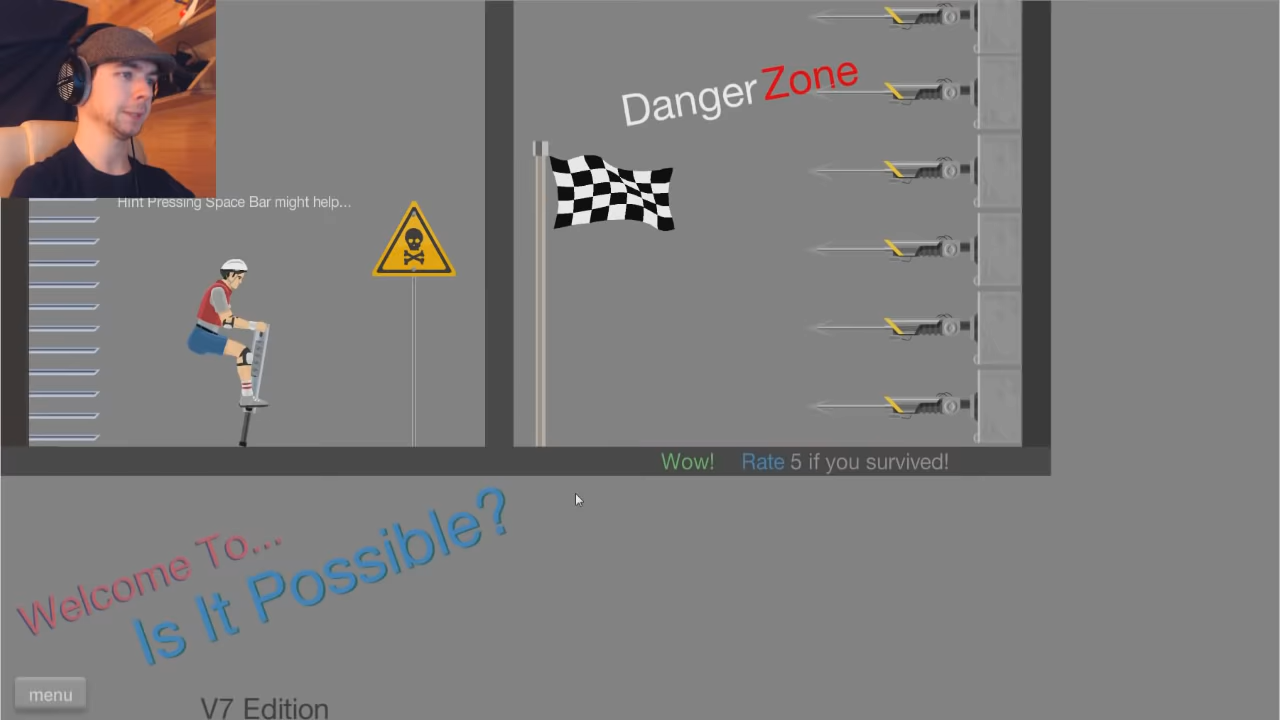 Danger Zone
Hint Pressing Space Bar might help...
Wow! Rate 5 if you survived!
Welcome To...
Is It Possible?
menu
V7 Edition